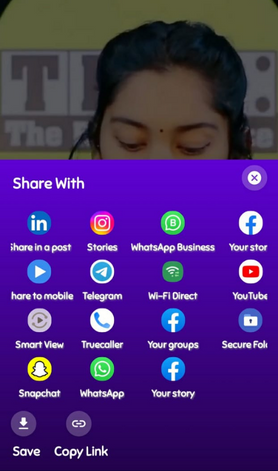 The
Share With
Share in a post Stories WhatsApp Business Your stor
hare to mobile Telegram Wi-Fi Direct YouTube
Smart View Truecaller Your groups Secure Fol
Snapchat WhatsApp Your story
Save Copy Link